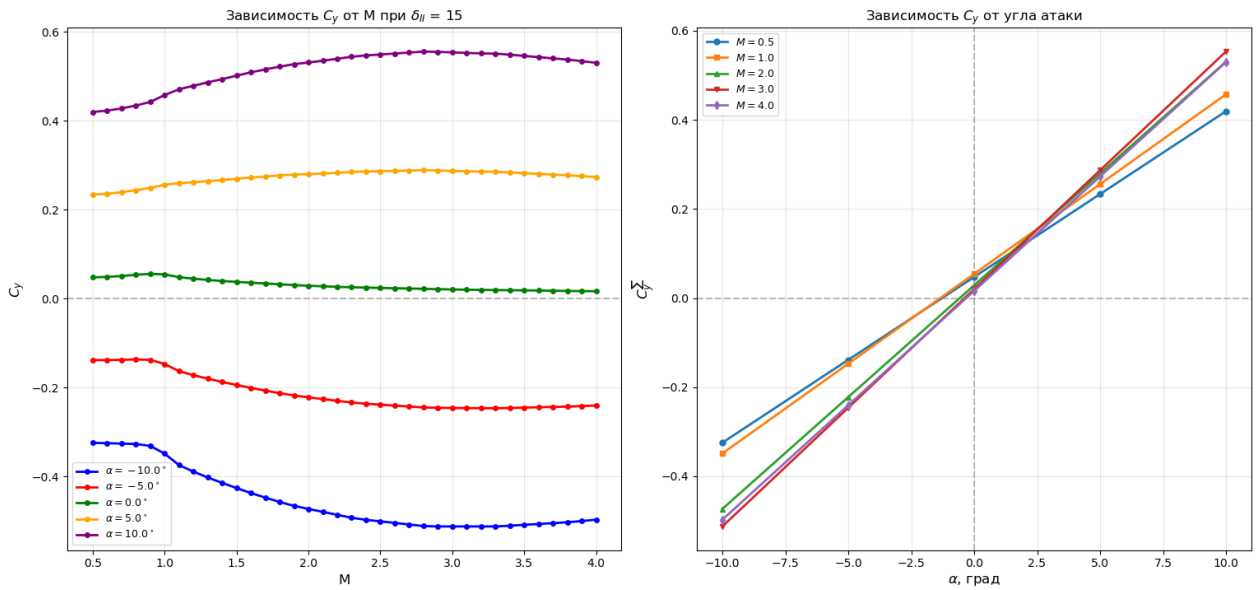 Зависимость C_y от M при δ_II = 15
0.6
0.4
0.2
0.0
−0.2
−0.4
C_y
α = −10.0°
α = −5.0°
α = 0.0°
α = 5.0°
α = 10.0°
0.5 1.0 1.5 2.0 2.5 3.0 3.5 4.0
M
Зависимость C_y от угла атаки
0.6
0.4
0.2
0.0
−0.2
−0.4
C_y^Σ
M = 0.5
M = 1.0
M = 2.0
M = 3.0
M = 4.0
−10.0 −7.5 −5.0 −2.5 0.0 2.5 5.0 7.5 10.0
α, град